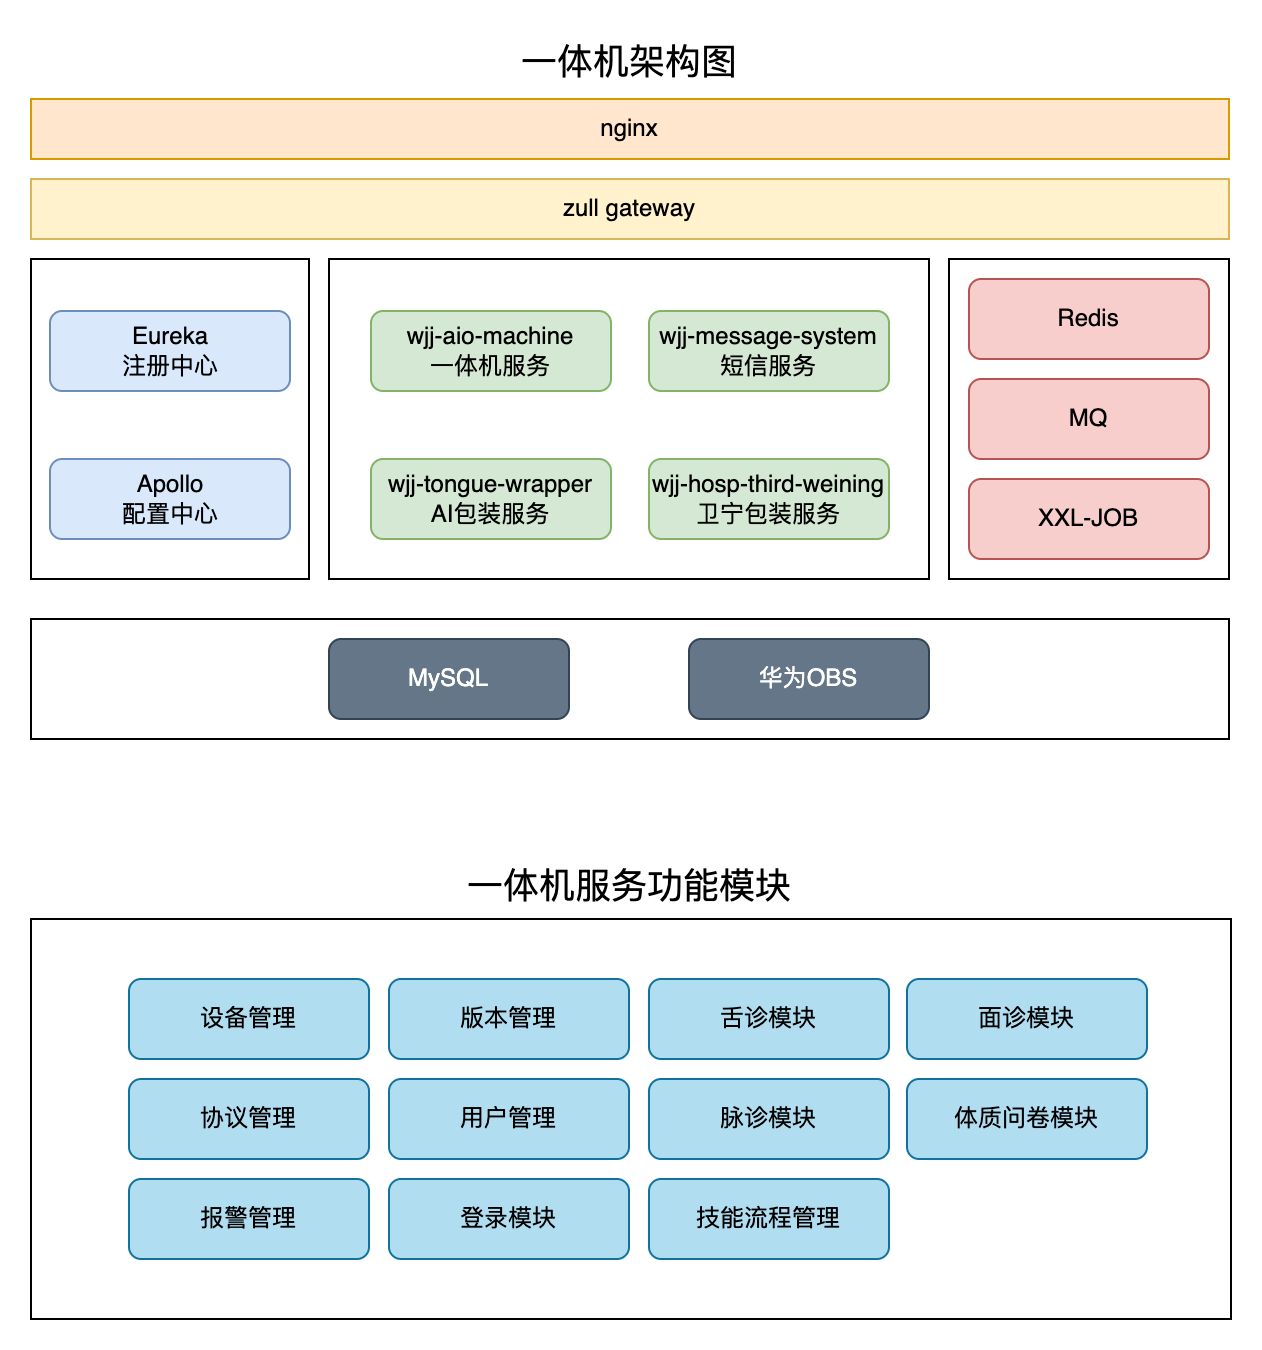 一体机架构图
nginx
zull gateway
Eureka
注册中心
Apollo
配置中心
wjj-aio-machine
一体机服务
wjj-message-system
短信服务
wjj-tongue-wrapper
AI包装服务
wjj-hosp-third-weining
卫宁包装服务
Redis
MQ
XXL-JOB
MySQL
华为OBS
一体机服务功能模块
设备管理
版本管理
舌诊模块
面诊模块
协议管理
用户管理
脉诊模块
体质问卷模块
报警管理
登录模块
技能流程管理